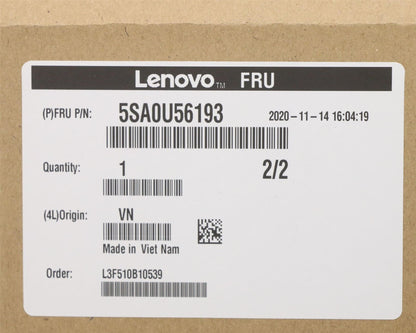 Lenovo™ FRU
(P)FRU P/N: 5SA0U56193 2020-11-14 16:04:19
Quantity: 1 2/2
(4L)Origin: VN
Made in Viet Nam
Order: L3F510B10539